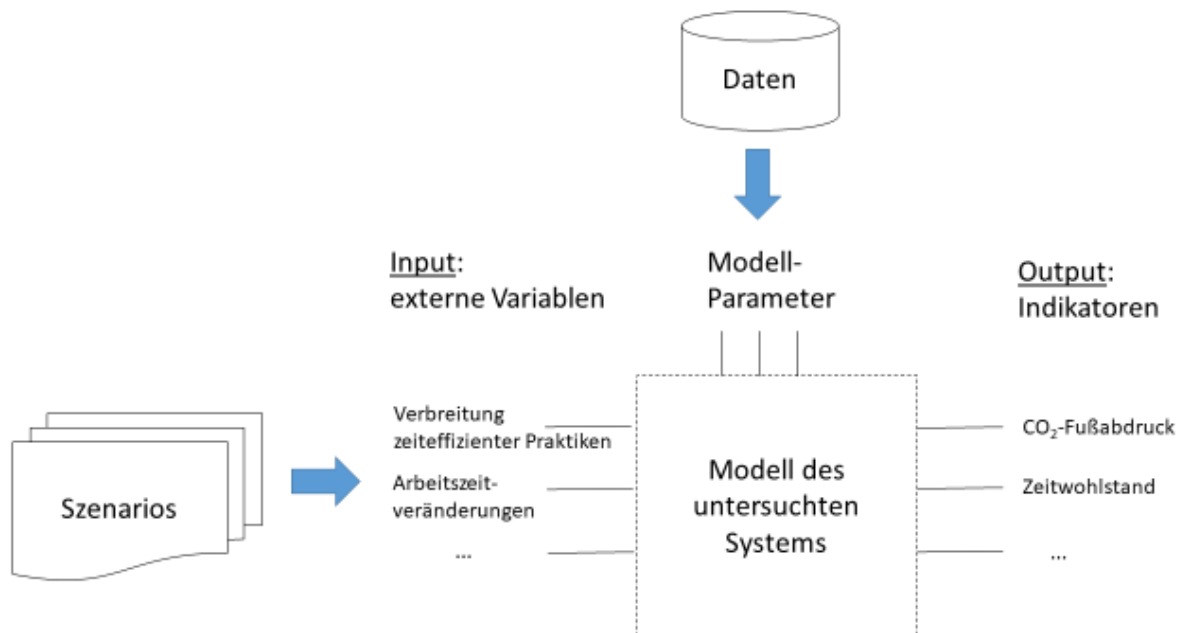 Daten
Input:
externe Variablen
Modell-
Parameter
Output:
Indikatoren
Szenarios
Verbreitung
zeiteffizienter Praktiken
Arbeitszeit-
veränderungen
...
Modell des
untersuchten
Systems
CO₂-Fußabdruck
Zeitwohlstand
...